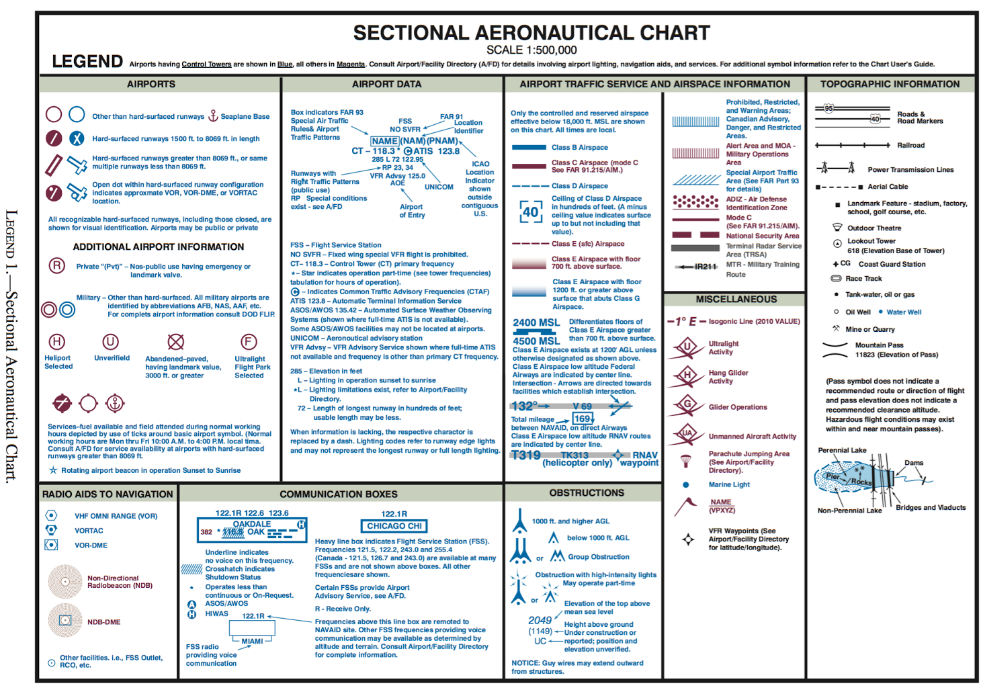 LEGEND 1.—Sectional Aeronautical Chart.
SECTIONAL AERONAUTICAL CHART
SCALE 1:500,000
LEGEND Airports having Control Towers are shown in Blue, all others in Magenta. Consult Airport/Facility Directory (A/FD) for details involving airport lighting, navigation aids, and services. For additional symbol information refer to the Chart User's Guide.
AIRPORTS
Other than hard-surfaced runways
Seaplane Base
Hard-surfaced runways 1500 ft. to 8069 ft. in length
Hard-surfaced runways greater than 8069 ft., or same
multiple runways less than 8069 ft.
Open dot within hard-surfaced runway configuration
indicates approximate VOR, VOR-DME, or VORTAC
location.
All recognizable hard-surfaced runways, including those closed, are
shown for visual identification. Airports may be public or private
ADDITIONAL AIRPORT INFORMATION
R
Private "(Pvt)" – Nos-public use having emergency or
landmark valve.
Military – Other than hard-surfaced. All military airports are
identified by abbreviations AFB, NAS, AAF, etc.
For complete airport information consult DOD FLIP.
H
Heliport
Selected
U
Unverifield
Abandoned–paved,
having landmark value,
3000 ft. or greater
F
Ultralight
Flight Park
Selected
Services–fuel available and field attended during normal working
hours depicted by use of ticks around basic airport symbol. (Normal
working hours are Mon thru Fri 10:00 A.M. to 4:00 P.M. local time.
Consult A/FD for service availability at airports with hard-surfaced
runways greater than 8069 ft.
Rotating airport beacon in operation Sunset to Sunrise
AIRPORT DATA
Box indicators FAR 93
Special Air Traffic
Rules& Airport
Traffic Patterns
FSS
NO SVFR
FAR 91
Location
Identifier
NAME (NAM) (PNAM)
CT – 118.3 * C ATIS 123.8
285 L 72 122.95
RP 23, 34
VFR Advsy 125.0
AOE
Runways with
Right Traffic Patterns
(public use)
RP Special conditions
exist - see A/FD
Airport
of Entry
UNICOM
ICAO
Location
Indicator
shown
outside
contiguous
U.S.
FSS – Flight Service Station
NO SVFR – Fixed wing special VFR flight is prohibited.
CT– 118.3 – Control Tower (CT) primary frequency
* – Star indicates operation part-time (see tower frequencies)
tabulation for hours of operation).
C – Indicates Common Traffic Advisory Frequencies (CTAF)
ATIS 123.8 – Automatic Terminal Information Service
ASOS/AWOS 135.42 – Automated Surface Weather Observing
Systems (shown where full-time ATIS is not available).
Some ASOS/AWOS facilities may not be located at airports.
UNICOM – Aeronautical advisory station
VFR Advsy – VFR Advisory Service shown where full-time ATIS
not available and frequency is other than primary CT frequency.
285 – Elevation in feet
L – Lighting in operation sunset to sunrise
*L – Lighting limitations exist, refer to Airport/Facility
Directory.
72 – Length of longest runway in hundreds of feet;
usable length may be less.
When information is lacking, the respective charactor is
replaced by a dash. Lighting codes refer to runway edge lights
and may not represent the longest runway or full length lighting.
AIRPORT TRAFFIC SERVICE AND AIRSPACE INFORMATION
Only the controlled and reserved airspace
effective below 18,000 ft. MSL are shown
on this chart. All times are local.
Class B Airspace
Class C Airspace (mode C
See FAR 91.215/AIM.)
Class D Airspace
40
Ceiling of Class D Airspace
in hundreds of feet. (A minus
ceiling value indicates surface
up to but not including that
value).
Class E (sfc) Airspace
Class E Airspace with floor
700 ft. above surface.
Class E Airspace with floor
1200 ft. or greater above
surface that abuts Class G
Airspace.
2400 MSL
4500 MSL
Differentiates floors of
Class E Airspace greater
than 700 ft. above surface.
Class E Airspace exists at 1200' AGL unless
otherwise designated as shown above.
Class E Airspace low altitude Federal
Airways are indicated by center line.
Intersection - Arrows are directed towards
facilities which establish intersection.
132° V 69
Total mileage 169
between NAVAID, on direct Airways
Class E Airspace low altitude RNAV routes
are indicated by center line.
T319 TK313 RNAV
(helicopter only) waypoint
Prohibited, Restricted,
and Warning Areas;
Canadian Advisory,
Danger, and Restricted
Areas.
Alert Area and MOA -
Military Operations
Area
Special Airport Traffic
Area (See FAR Part 93
for details)
ADIZ - Air Defense
Identification Zone
Mode C
(See FAR 91.215/AIM).
National Security Area
Terminal Radar Service
Area (TRSA)
IR211
MTR - Military Training
Route
MISCELLANEOUS
1° E
Isogonic Line (2010 VALUE)
U
Ultralight
Activity
H
Hang Glider
Activity
G
Glider Operations
UA
Unmanned Aircraft Activity
Parachute Jumping Area
(See Airport/Facility
Directory).
Marine Light
NAME
(VPXYZ)
VFR Waypoints (See
Airport/Facility Directory
for latitude/longitude).
TOPOGRAPHIC INFORMATION
95
40
Roads &
Road Markers
Railroad
Power Transmission Lines
Aerial Cable
Landmark Feature - stadium, factory,
school, golf course, etc.
Outdoor Theatre
Lookout Tower
618 (Elevation Base of Tower)
CG Coast Guard Station
Race Track
Tank-water, oil or gas
Oil Well
Water Well
Mine or Quarry
Mountain Pass
11823 (Elevation of Pass)
(Pass symbol does not indicate a
recommended route or direction of flight
and pass elevation does not indicate a
recommended clearance altitude.
Hazardous flight conditions may exist
within and near mountain passes).
Perennial Lake
Dams
Pier
Rocks
Non-Perennial Lake
Bridges and Viaducts
RADIO AIDS TO NAVIGATION
VHF OMNI RANGE (VOR)
VORTAC
VOR-DME
Non-Directional
Radiobeacon (NDB)
NDB-DME
Other facilities, i.e., FSS Outlet,
RCO, etc.
COMMUNICATION BOXES
122.1R 122.6 123.6
OAKDALE H
382 * 116.8 OAK
122.1R
CHICAGO CHI
Underline indicates
no voice on this frequency.
Crosshatch indicates
Shutdown Status
* Operates less than
continuous or On-Request.
A ASOS/AWOS
H HIWAS
122.1R
MIAMI
FSS radio
providing voice
communication
Heavy line box indicates Flight Service Station (FSS).
Frequencies 121.5, 122.2, 243.0 and 255.4
(Canada - 121.5, 126.7 and 243.0) are available at many
FSSs and are not shown above boxes. All other
frequenciesare shown.
Certain FSSs provide Airport
Advisory Service, see A/FD.
R - Receive Only.
Frequencies above this line box are remoted to
NAVAID site. Other FSS frequencies providing voice
communication may be available as determined by
altitude and terrain. Consult Airport/Facility Directory
for complete information.
OBSTRUCTIONS
1000 ft. and higher AGL
below 1000 ft. AGL
or
Group Obstruction
Obstruction with high-intensity lights
May operate part-time
or
Elevation of the top above
mean sea level
2049
(1149)
UC
Height above ground
Under construction or
reported; position and
elevation unverified.
NOTICE: Guy wires may extend outward
from structures.